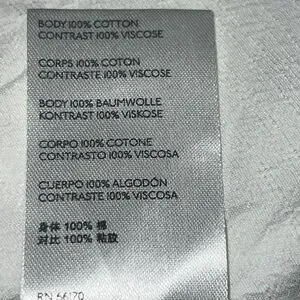 BODY 100% COTTON
CONTRAST 100% VISCOSE
CORPS 100% COTON
CONTRASTE 100% VISCOSE
BODY 100% BAUMWOLLE
KONTRAST 100% VISKOSE
CORPO 100% COTONE
CONTRASTO 100% VISCOSA
CUERPO 100% ALGODÓN
CONTRASTE 100% VISCOSA
身体 100% 棉
对比 100% 粘胶
RN 66170